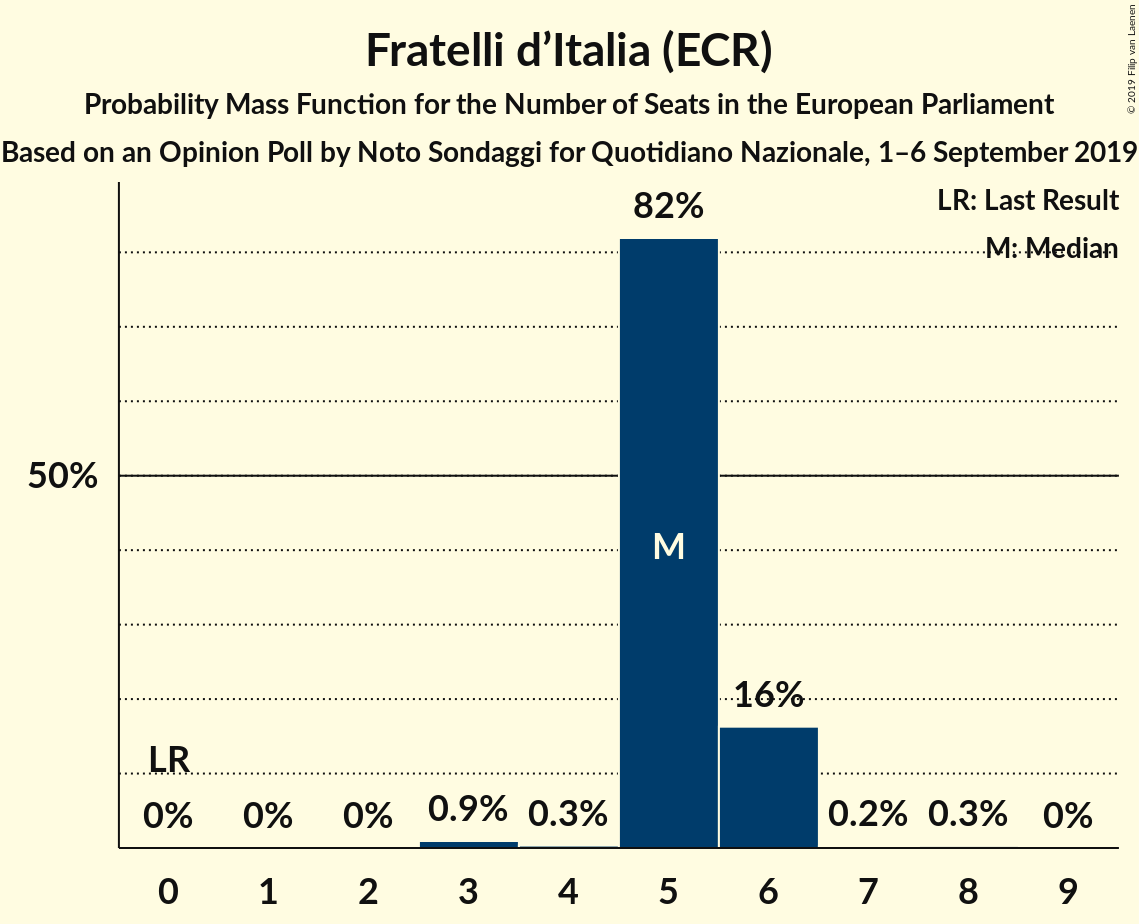 Fratelli d’Italia (ECR)
Probability Mass Function for the Number of Seats in the European Parliament
Based on an Opinion Poll by Noto Sondaggi for Quotidiano Nazionale, 1–6 September 2019
© 2019 Filip van Laenen
LR: Last Result
M: Median
82%
50%
M
16%
LR
0% 0% 0% 0.9% 0.3% 0.2% 0.3% 0%
0 1 2 3 4 5 6 7 8 9